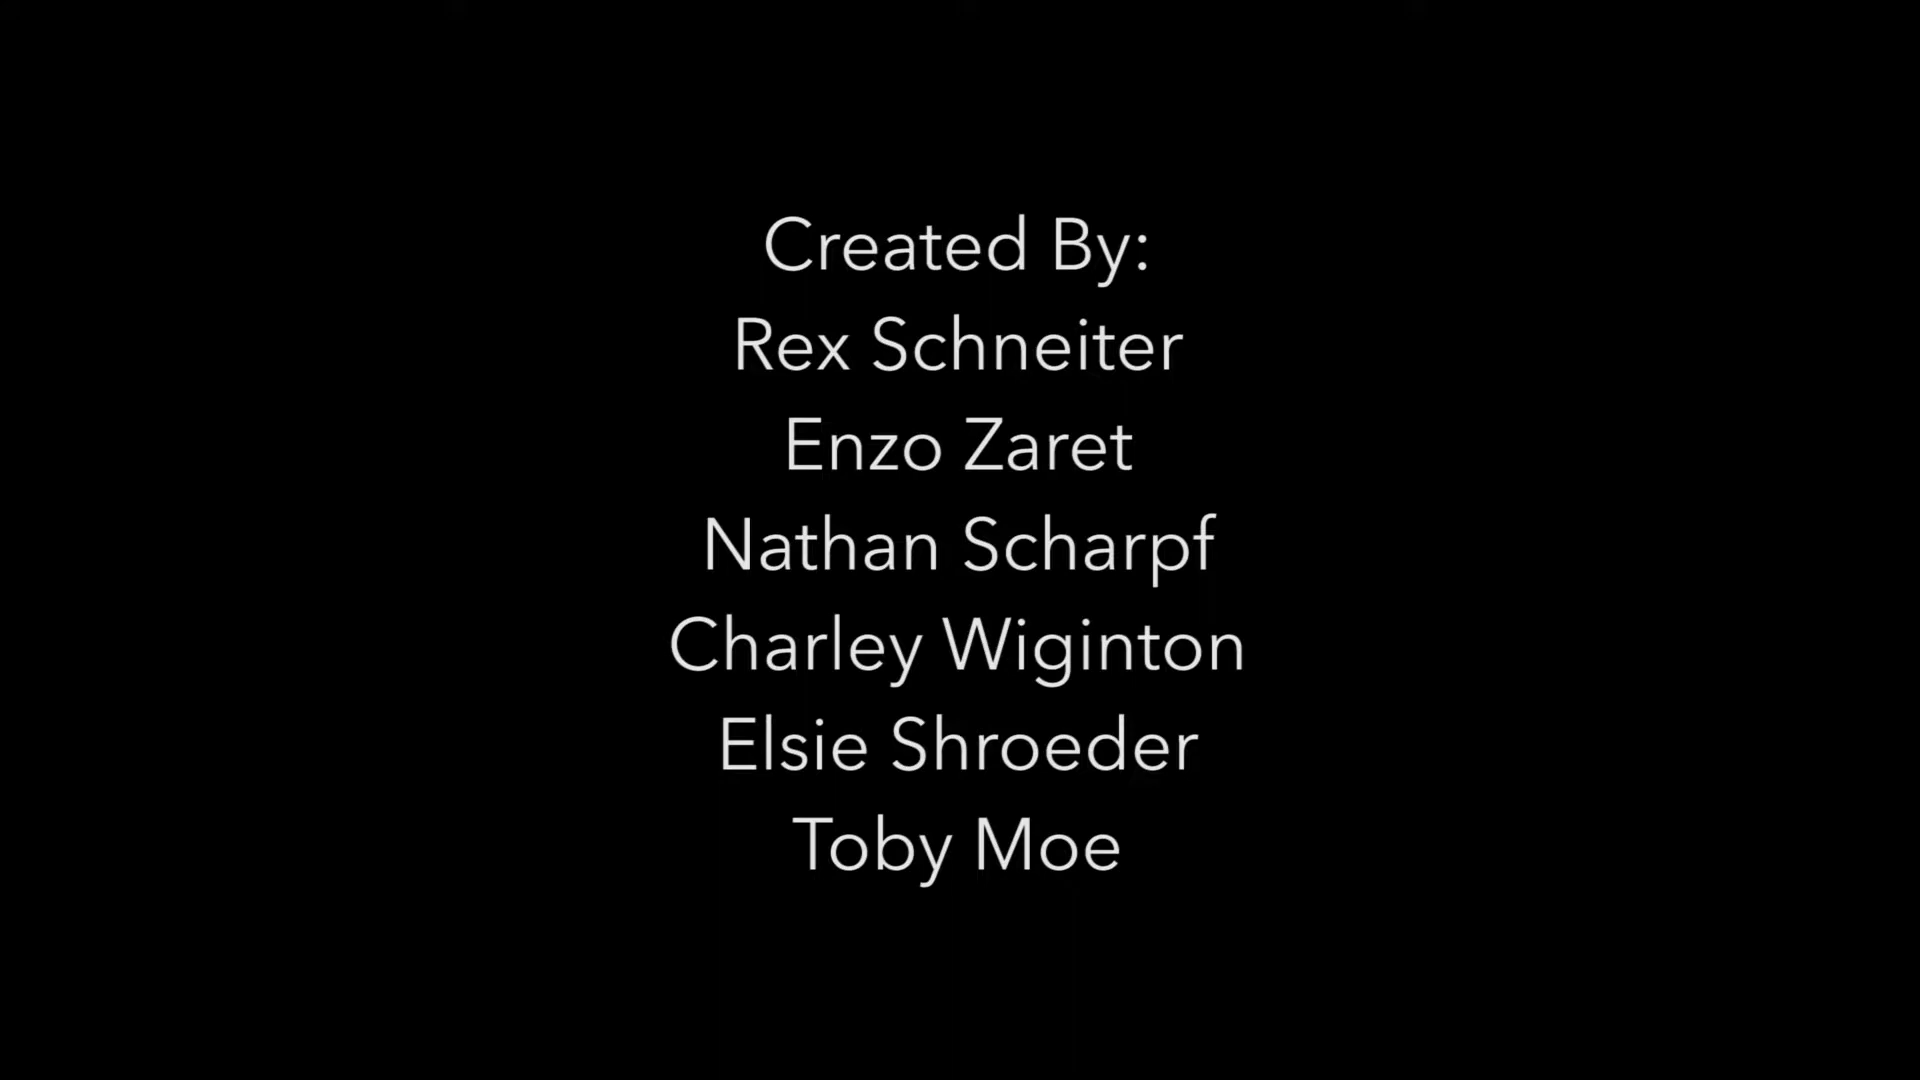 Created By:
Rex Schneiter
Enzo Zaret
Nathan Scharpf
Charley Wiginton
Elsie Shroeder
Toby Moe